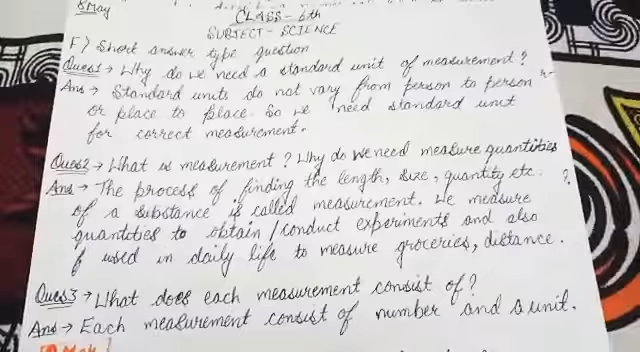 8 May
CLASS - 6th
SUBJECT - SCIENCE
F) Short answer type question
Ques1 → Why do we need a standard unit of measurement?
Ans → Standard units do not vary from person to person
or place to place. So we need standard unit
for correct measurement.
Ques2 → What is measurement? Why do we need measure quantities
?
Ans → The process of finding the length, size, quantity etc.
of a substance is called measurement. We measure
quantities to obtain / conduct experiments and also
used in daily life to measure groceries, distance.
Ques3 → What does each measurement consist of?
Ans → Each measurement consist of number and a unit.
May